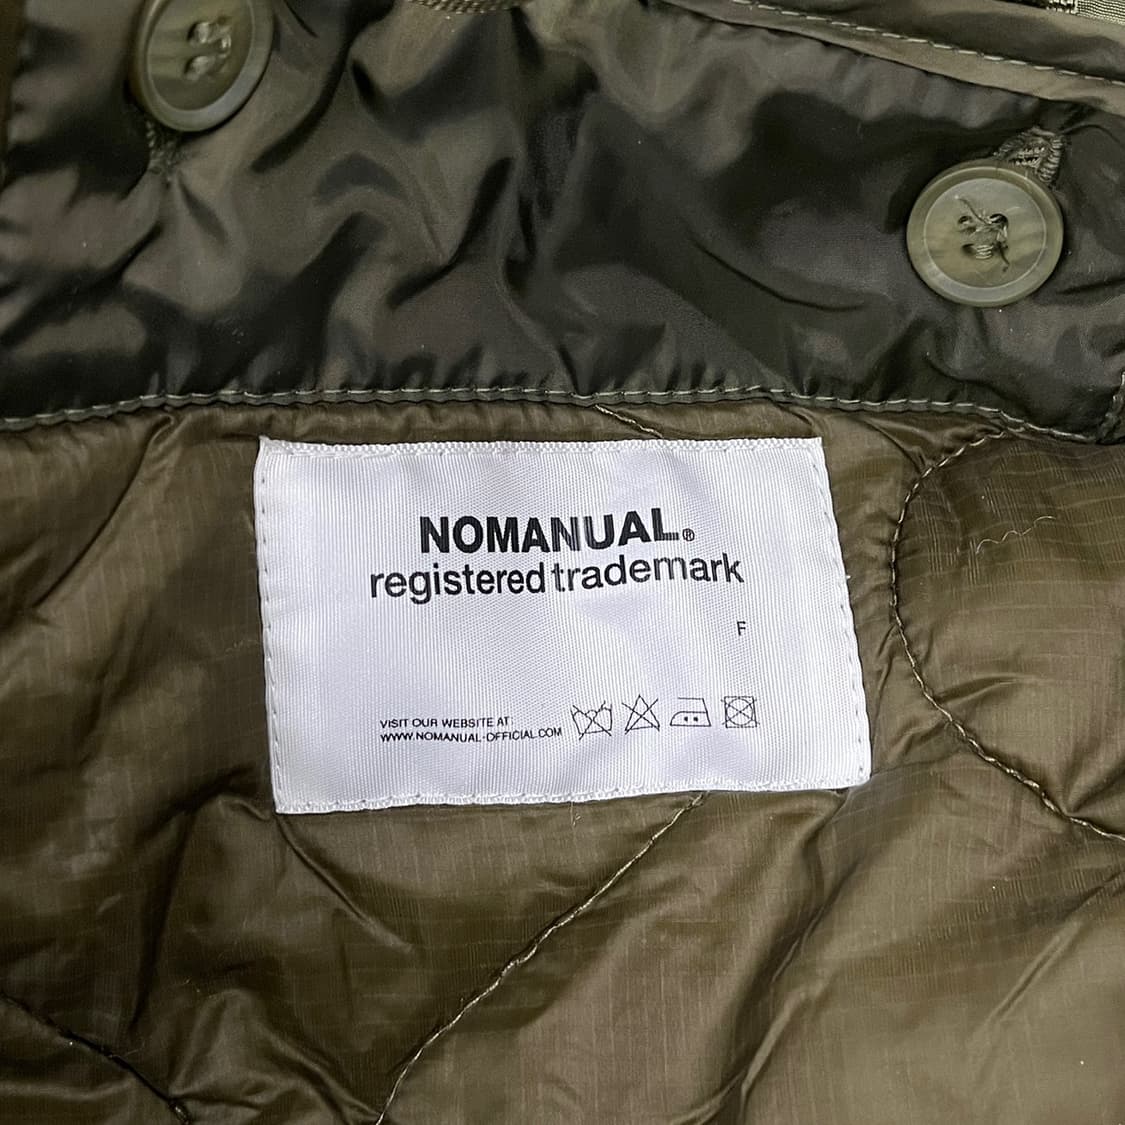 NOMANUAL®
registered trademark
F
VISIT OUR WEBSITE AT
WWW.NOMANUAL-OFFICIAL.COM